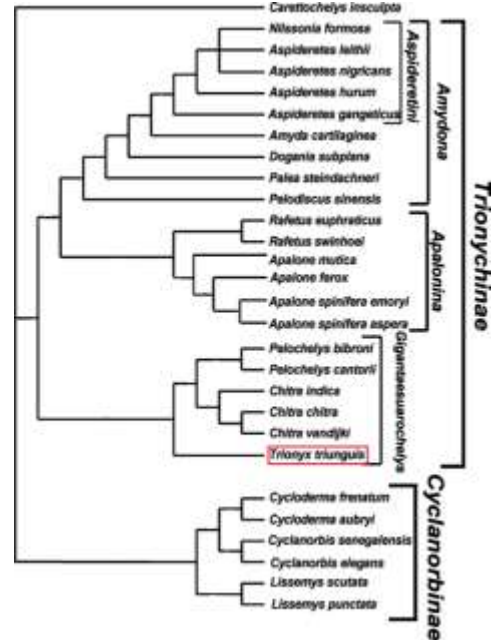 Carettochelys insculpta
Nilssonia formosa
Aspideretes leithii
Aspideretes nigricans
Aspideretes hurum
Aspideretes gangeticus
Amyda cartilaginea
Dogania subplana
Palea steindachneri
Pelodiscus sinensis
Rafetus euphraticus
Rafetus swinhoei
Apalone mutica
Apalone ferox
Apalone spinifera emoryi
Apalone spinifera aspera
Pelochelys bibroni
Pelochelys cantorii
Chitra indica
Chitra chitra
Chitra vandijki
Trionyx triunguis
Cycloderma frenatum
Cycloderma aubryi
Cyclanorbis senegalensis
Cyclanorbis elegans
Lissemys scutata
Lissemys punctata
Aspideretini
Amydona
Apalonina
Gigantaesuarochelys
Trionychinae
Cyclanorbinae